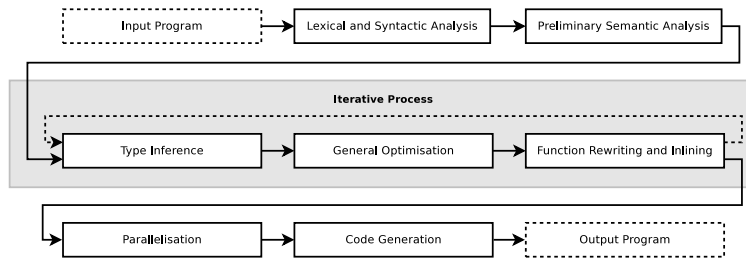 Input Program
Lexical and Syntactic Analysis
Preliminary Semantic Analysis
Iterative Process
Type Inference
General Optimisation
Function Rewriting and Inlining
Parallelisation
Code Generation
Output Program